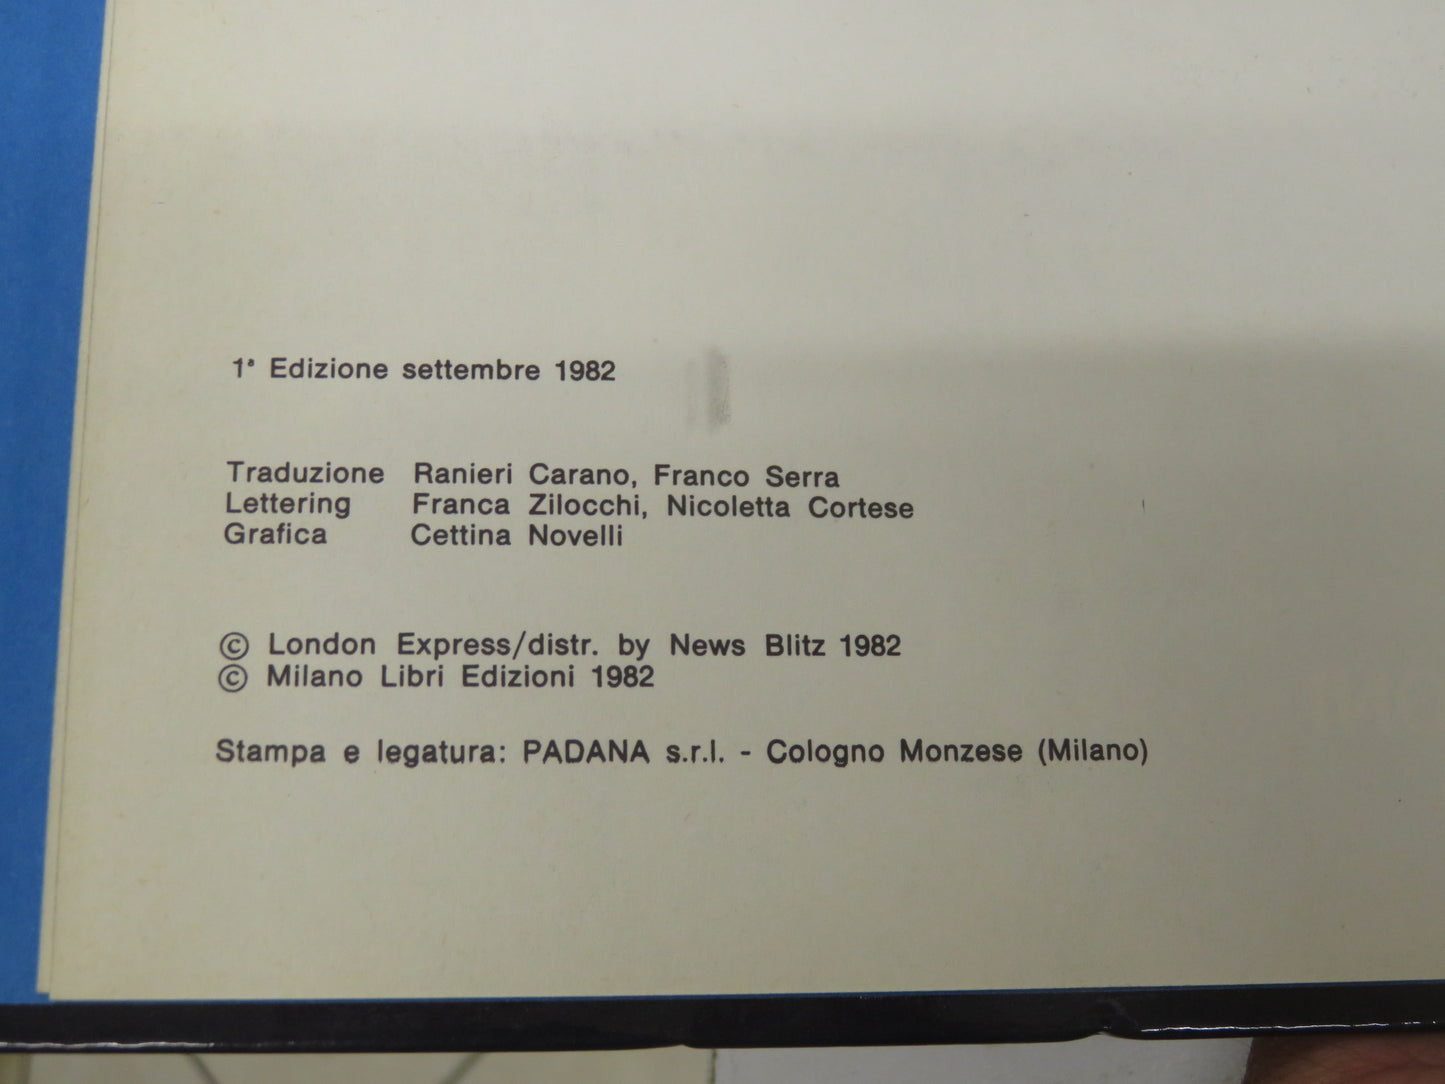 1ª Edizione settembre 1982
Traduzione Ranieri Carano, Franco Serra
Lettering Franca Zilocchi, Nicoletta Cortese
Grafica Cettina Novelli
© London Express/distr. by News Blitz 1982
© Milano Libri Edizioni 1982
Stampa e legatura: PADANA s.r.l. - Cologno Monzese (Milano)